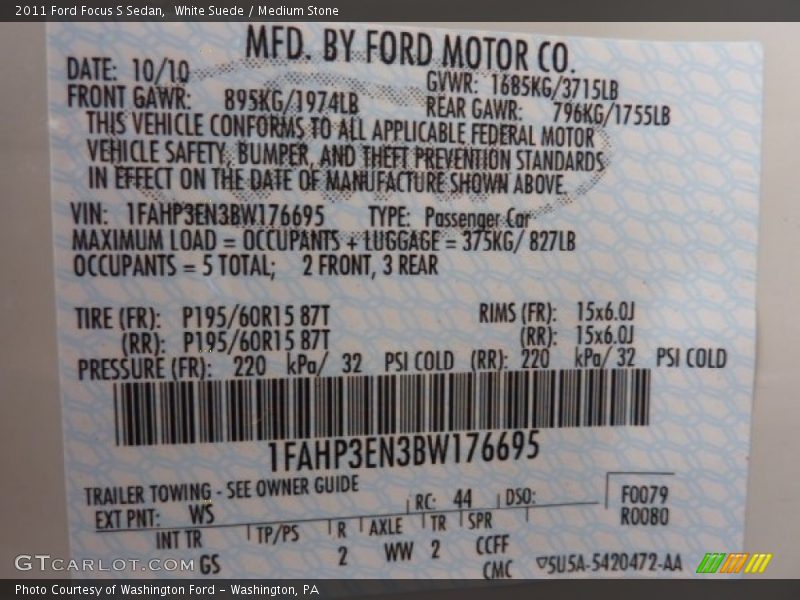 2011 Ford Focus S Sedan,  White Suede / Medium Stone
MFD. BY FORD MOTOR CO.
DATE: 10/10 GVWR: 1685KG/3715LB
FRONT GAWR: 895KG/1974LB REAR GAWR: 796KG/1755LB
THIS VEHICLE CONFORMS TO ALL APPLICABLE FEDERAL MOTOR
VEHICLE SAFETY, BUMPER, AND THEFT PREVENTION STANDARDS
IN EFFECT ON THE DATE OF MANUFACTURE SHOWN ABOVE.
VIN: 1FAHP3EN3BW176695 TYPE: Passenger Car
MAXIMUM LOAD = OCCUPANTS + LUGGAGE = 375KG/ 827LB
OCCUPANTS = 5 TOTAL; 2 FRONT, 3 REAR
TIRE (FR): P195/60R15 87T RIMS (FR): 15x6.0J
(RR): P195/60R15 87T (RR): 15x6.0J
PRESSURE (FR): 220 kPa/ 32 PSI COLD (RR): 220 kPa/ 32 PSI COLD
1FAHP3EN3BW176695
TRAILER TOWING - SEE OWNER GUIDE
EXT PNT: WS RC: 44 DSO: F0079
R0080
INT TR TP/PS R AXLE TR SPR
GS 2 WW 2 CCFF
CMC ▽5U5A-5420472-AA
GTCARLOT.COM
Photo Courtesy of Washington Ford - Washington, PA